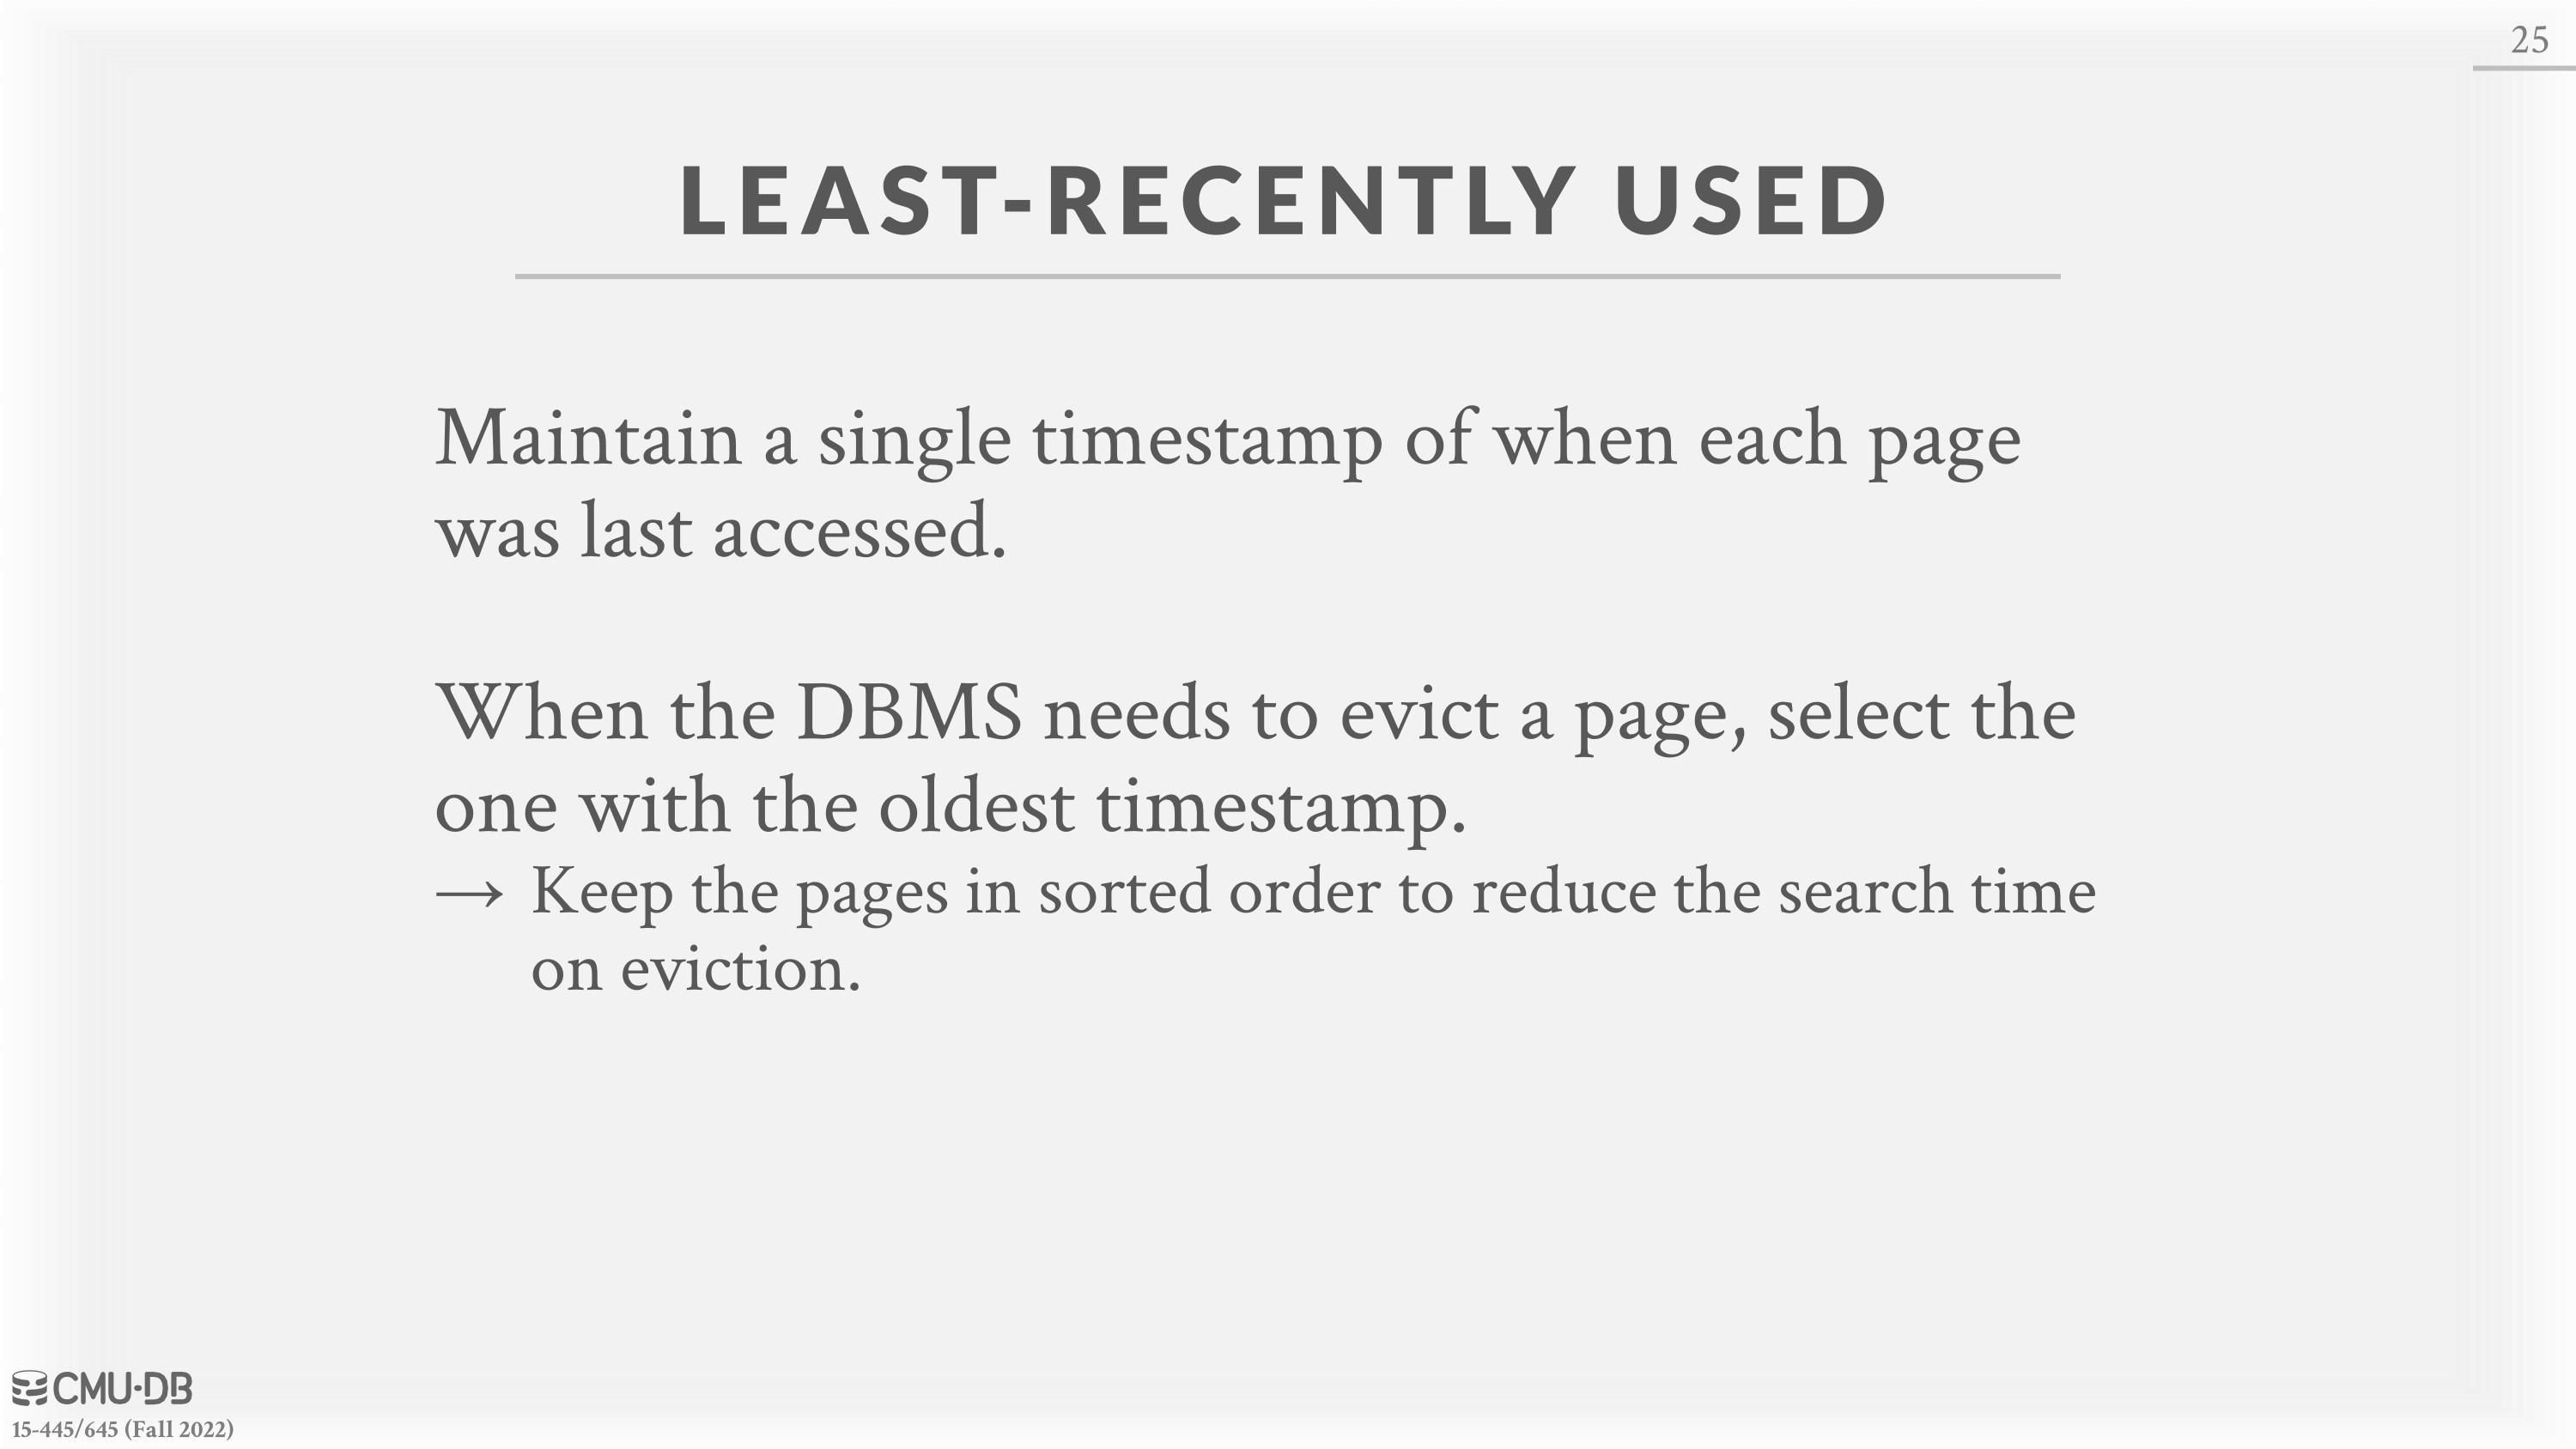 25
LEAST-RECENTLY USED
Maintain a single timestamp of when each page
was last accessed.
When the DBMS needs to evict a page, select the
one with the oldest timestamp.
→ Keep the pages in sorted order to reduce the search time
on eviction.
CMU·DB
15-445/645 (Fall 2022)